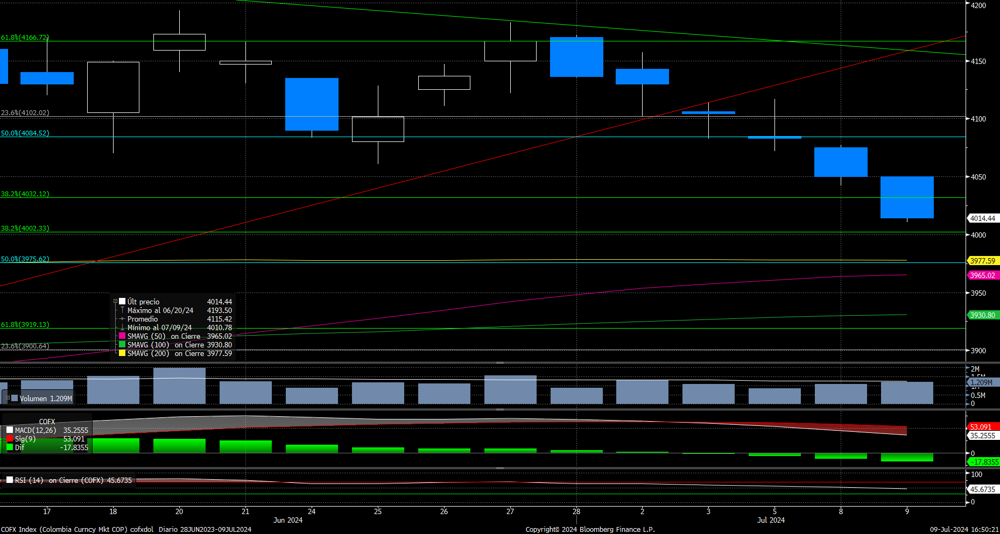 4200
61.8%(4166.72)
4150
23.6%(4102.02)
4100
50.0%(4084.52)
4050
38.2%(4032.12)
4014.44
38.2%(4002.33)
4000
50.0%(3975.62)
3977.59
3965.02
3950
Últ precio 4014.44
Máximo al 06/20/24 4193.50
Promedio 4115.42
Mínimo al 07/09/24 4010.78
SMAVG (50) on Cierre 3965.02
SMAVG (100) on Cierre 3930.80
SMAVG (200) on Cierre 3977.59
3930.80
61.8%(3919.13)
23.6%(3900.64)
3900
2M
1.5M
1.209M
1M
0.5M
0
Volumen 1.209M
COFX
MACD(12,26) 35.2555
Sig(9) 53.091
Dif -17.8355
53.091
35.2555
0
-17.8355
RSI (14) on Cierre (COFX) 45.6735
100
45.6735
0
17 18 20 21 24 25 26 27 28 2 3 5 8 9
Jun 2024 Jul 2024
COFX Index (Colombia Curncy Mkt COP) cofxdol Diario 28JUN2023-09JUL2024 Copyright© 2024 Bloomberg Finance L.P. 09-Jul-2024 16:50:21